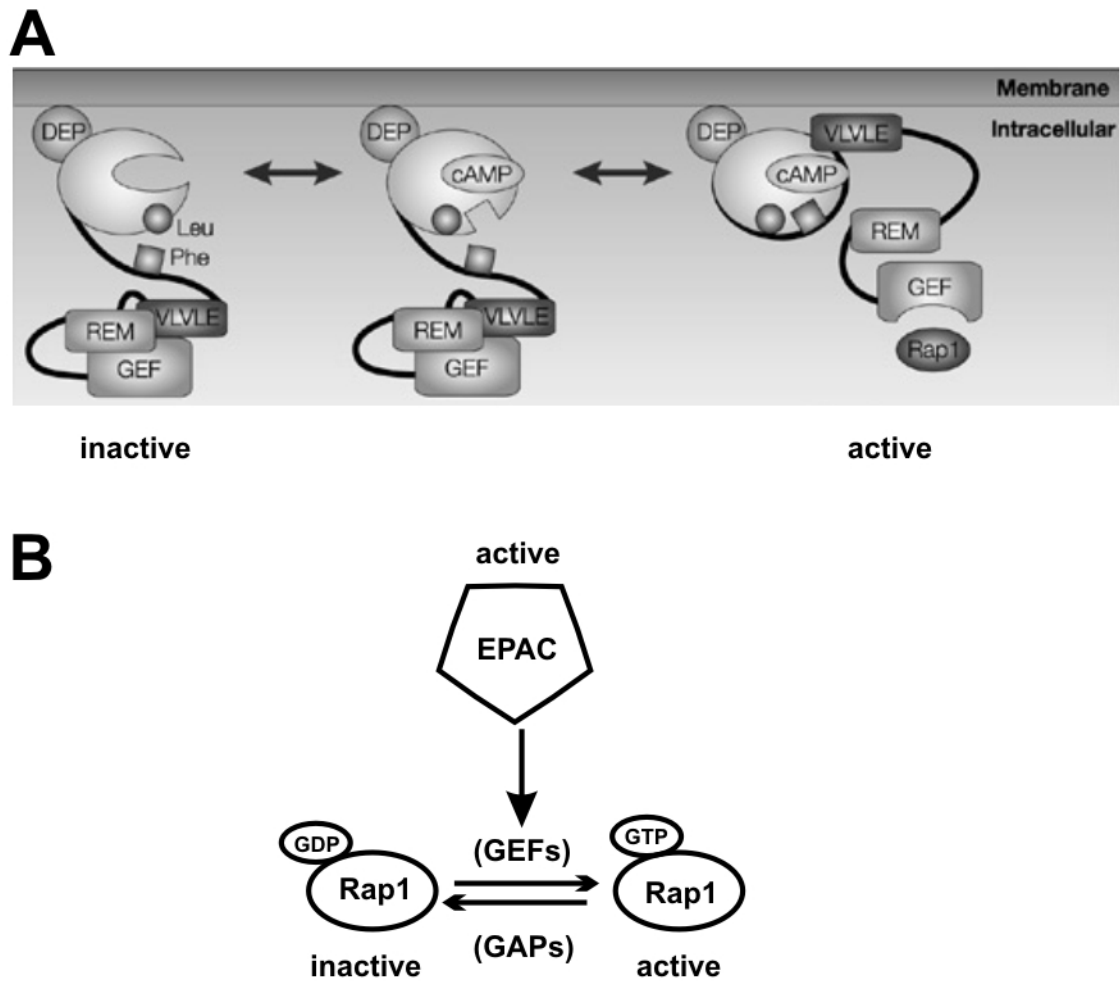 A
Membrane
Intracellular
DEP
Leu
Phe
VLVLE
REM
GEF
inactive
DEP
cAMP
VLVLE
REM
GEF
DEP
VLVLE
cAMP
REM
GEF
Rap1
active
B
active
EPAC
GDP
Rap1
inactive
(GEFs)
(GAPs)
GTP
Rap1
active